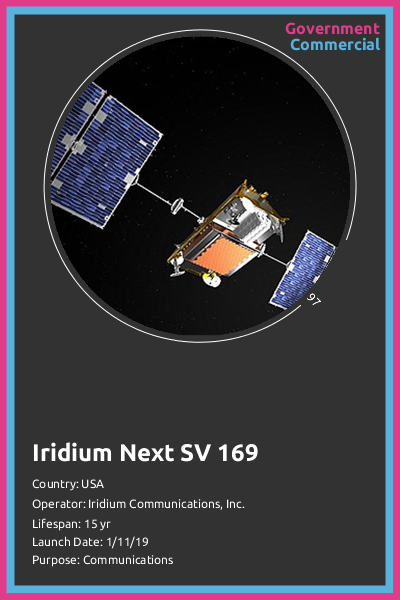 Government
Commercial
97
Iridium Next SV 169
Country: USA
Operator: Iridium Communications, Inc.
Lifespan: 15 yr
Launch Date: 1/11/19
Purpose: Communications